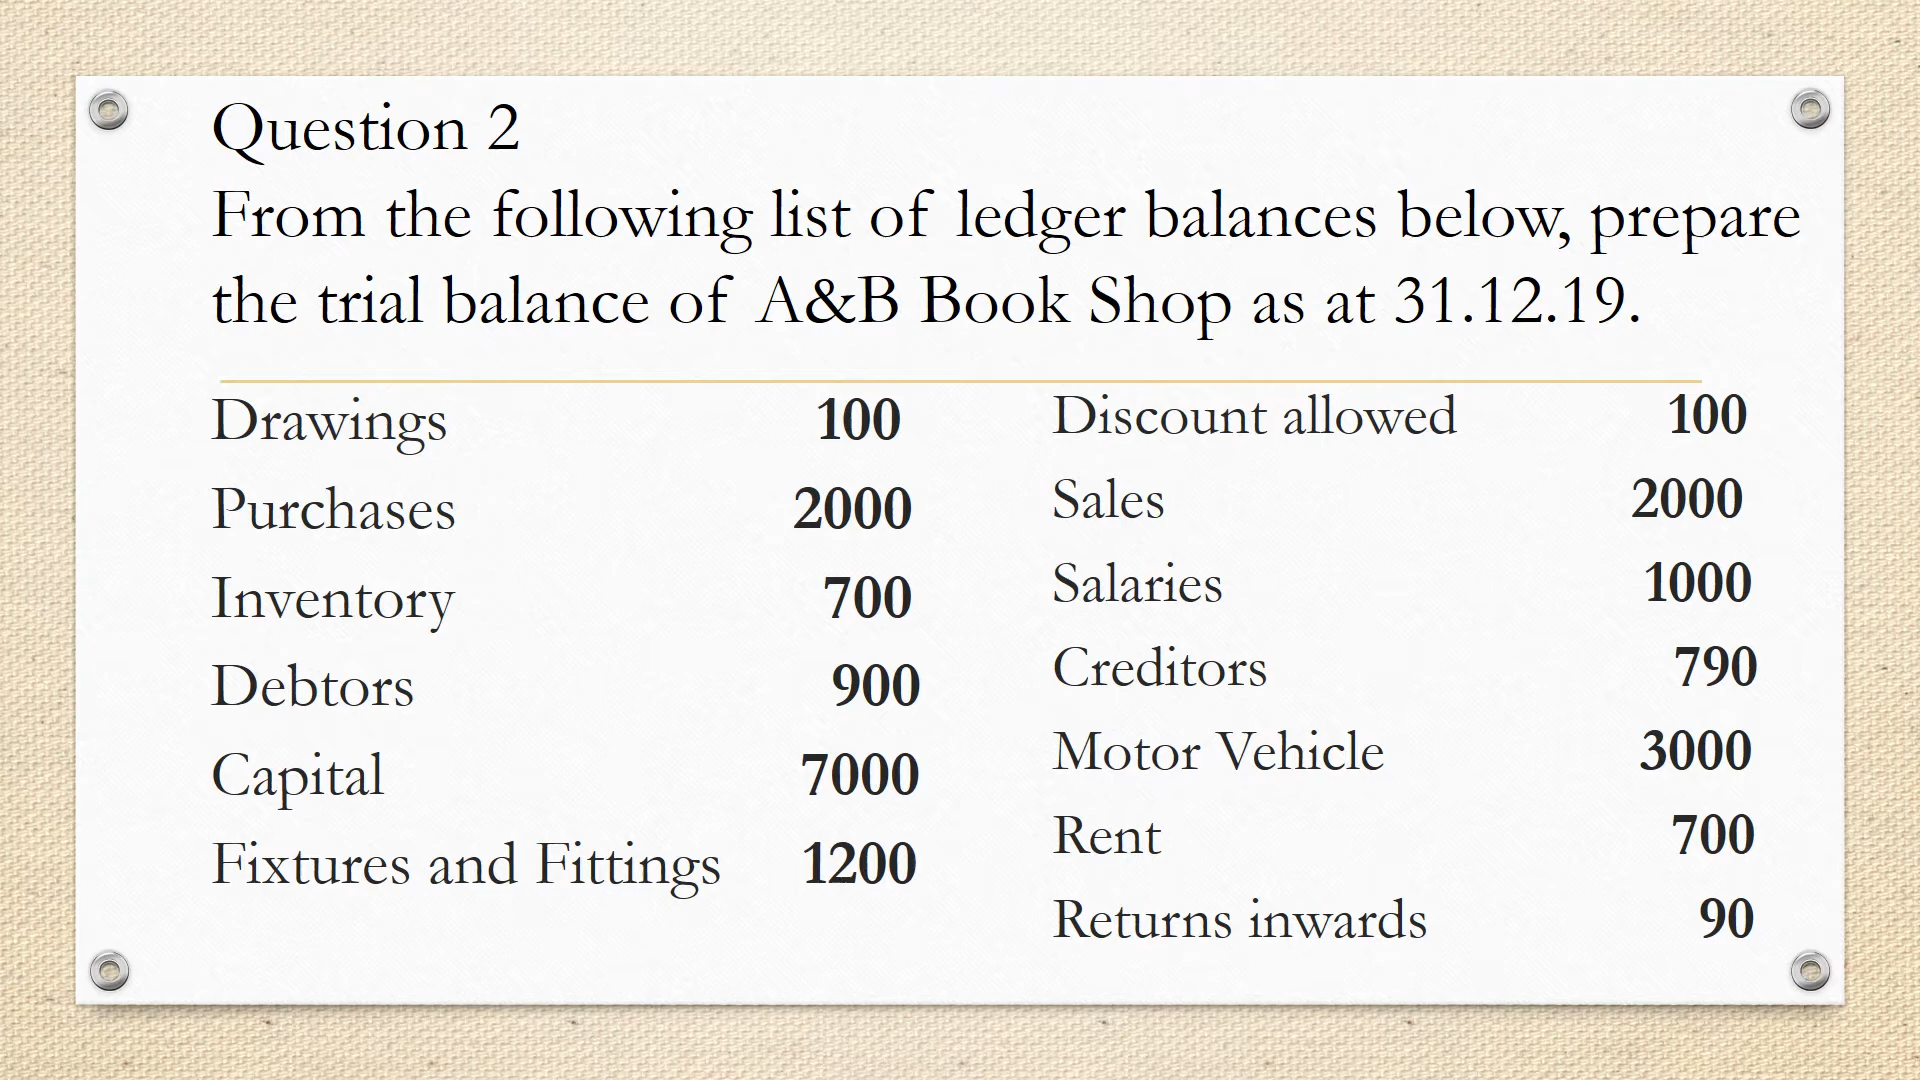 Question 2
From the following list of ledger balances below, prepare
the trial balance of A&B Book Shop as at 31.12.19.
Drawings 100
Purchases 2000
Inventory 700
Debtors 900
Capital 7000
Fixtures and Fittings 1200
Discount allowed 100
Sales 2000
Salaries 1000
Creditors 790
Motor Vehicle 3000
Rent 700
Returns inwards 90